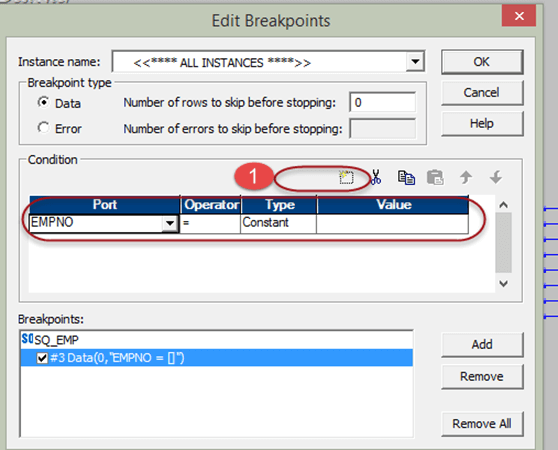 Edit Breakpoints
Instance name: <<**** ALL INSTANCES ****>> OK
Breakpoint type Cancel
Data Number of rows to skip before stopping: 0
Error Number of errors to skip before stopping: Help
Condition
1
Port Operator Type Value
EMPNO = Constant
Breakpoints:
SQ SQ_EMP Add
#3 Data(0,"EMPNO = []")
Remove
Remove All